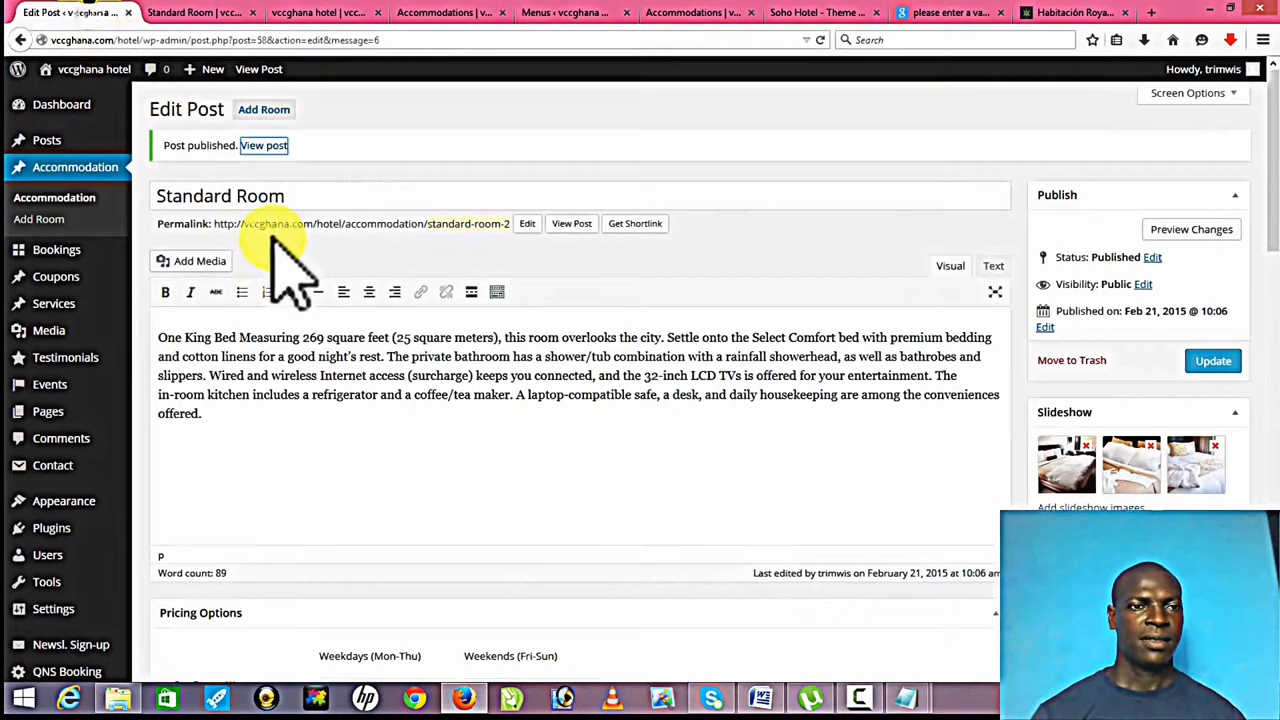 Edit Post ‹ vccghana a ...
Standard Room | vcc...
vccghana hotel | vcc...
Accommodations | v...
Menus ‹ vccghana ...
Accommodations | v...
Soho Hotel - Theme ...
please enter a va...
Habitación Roya...
vccghana.com/hotel/wp-admin/post.php?post=58&action=edit&message=6
Search
vccghana hotel
0
New
View Post
Howdy, trimwis
Dashboard
Posts
Accommodation
Accommodation
Add Room
Bookings
Coupons
Services
Media
Testimonials
Events
Pages
Comments
Contact
Appearance
Plugins
Users
Tools
Settings
Newsl. Sign-up
QNS Booking
Screen Options
Edit Post Add Room
Post published. View post
Standard Room
Permalink: http://vccghana.com/hotel/accommodation/standard-room-2 Edit View Post Get Shortlink
Add Media
Visual Text
B I ABC
One King Bed Measuring 269 square feet (25 square meters), this room overlooks the city. Settle onto the Select Comfort bed with premium bedding
and cotton linens for a good night's rest. The private bathroom has a shower/tub combination with a rainfall showerhead, as well as bathrobes and
slippers. Wired and wireless Internet access (surcharge) keeps you connected, and the 32-inch LCD TVs is offered for your entertainment. The
in-room kitchen includes a refrigerator and a coffee/tea maker. A laptop-compatible safe, a desk, and daily housekeeping are among the conveniences
offered.
p
Word count: 89
Last edited by trimwis on February 21, 2015 at 10:06 am
Pricing Options
Weekdays (Mon-Thu) Weekends (Fri-Sun)
Publish
Preview Changes
Status: Published Edit
Visibility: Public Edit
Published on: Feb 21, 2015 @ 10:06
Edit
Move to Trash
Update
Slideshow
Add slideshow images
hp